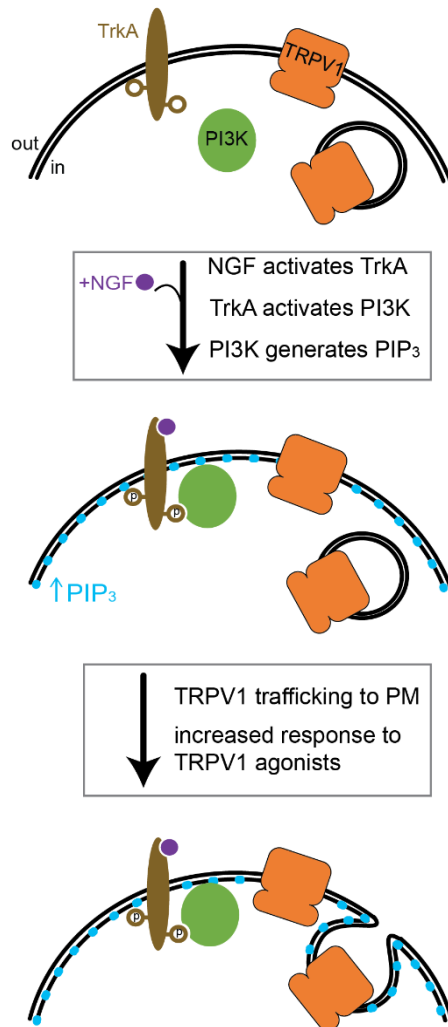 TrkA
TRPV1
PI3K
out
in
+NGF
NGF activates TrkA
TrkA activates PI3K
PI3K generates PIP₃
p
p
↑PIP₃
TRPV1 trafficking to PM
increased response to
TRPV1 agonists
p
p